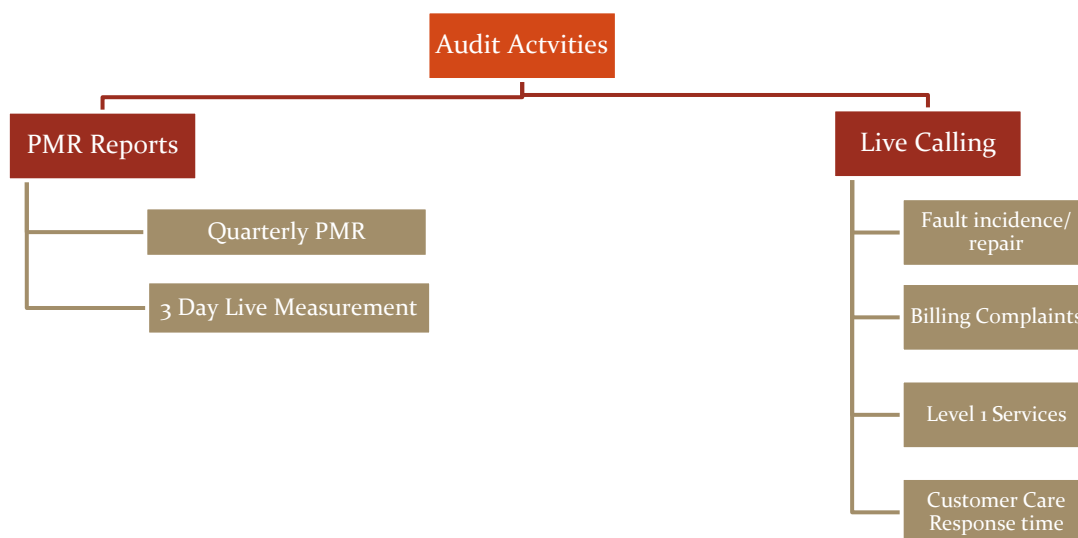 Audit Actvities
PMR Reports
Quarterly PMR
3 Day Live Measurement
Live Calling
Fault incidence/
repair
Billing Complaints
Level 1 Services
Customer Care
Response time